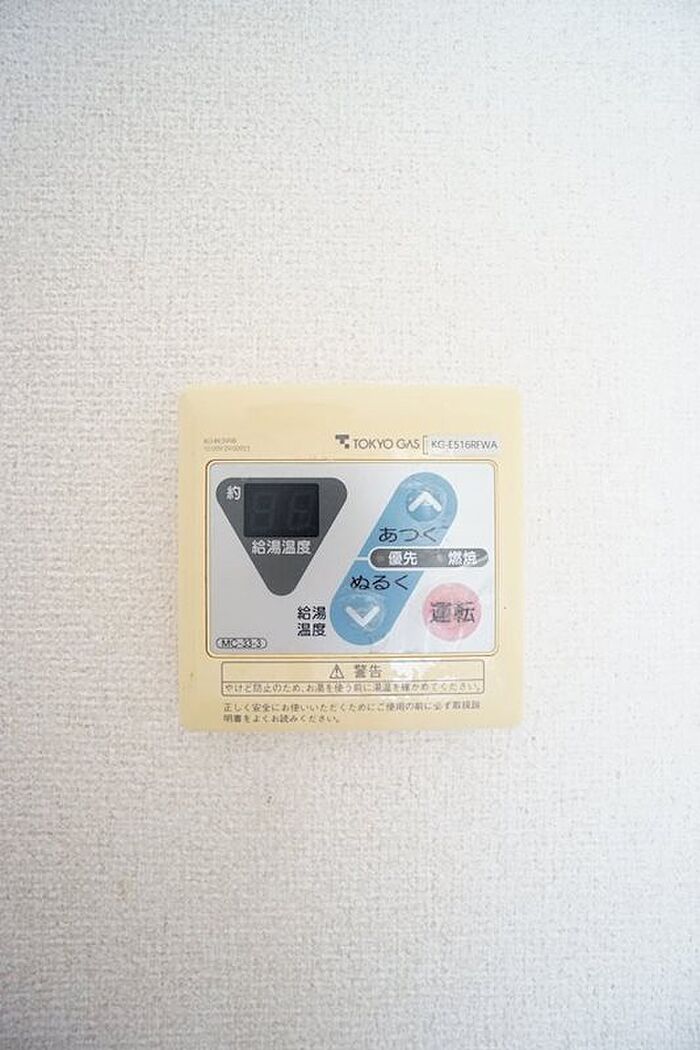 TOKYO GAS KG-E516RFWA
約
給湯温度
あつく
優先 燃焼
ぬるく
給湯
温度
運転
MC-33-3
⚠ 警告
やけど防止のため、お湯を使う前に湯温を確かめてください。
正しく安全にお使いいただくためにご使用の前に必ず取扱説
明書をよくお読みください。